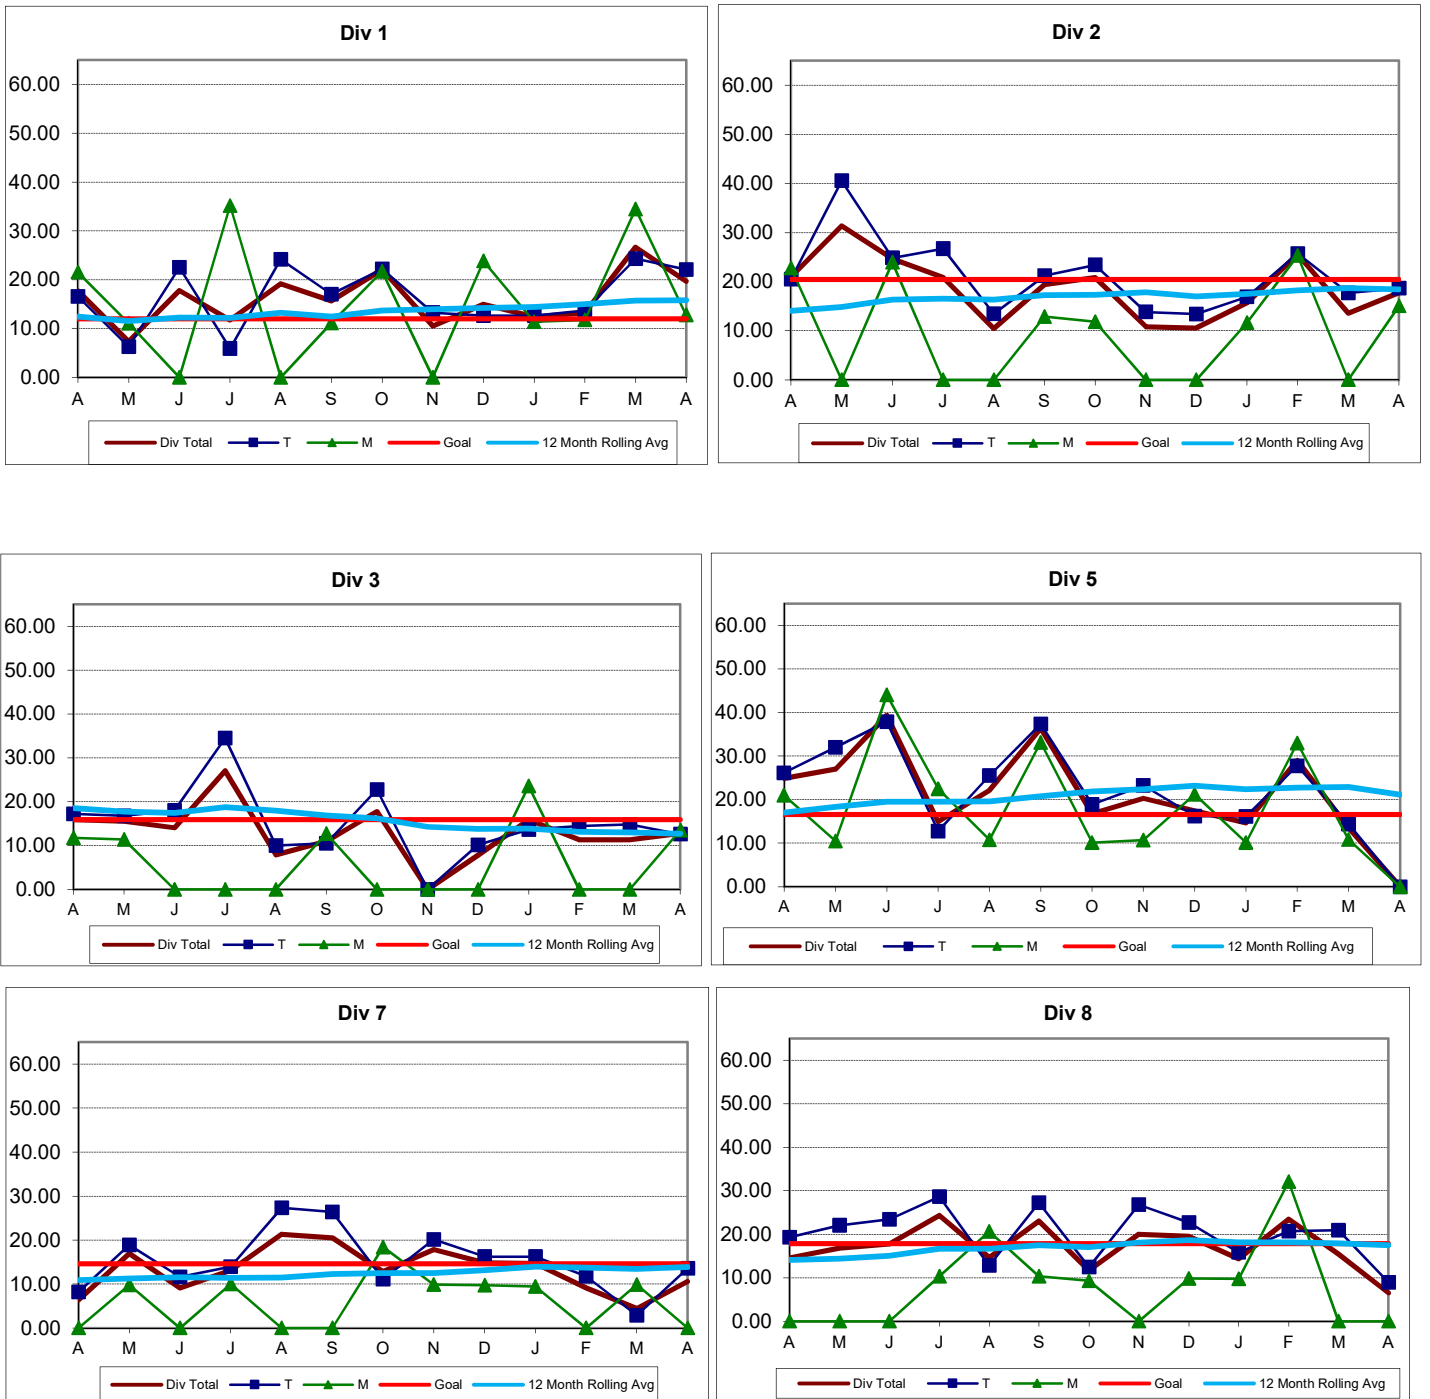 Div 1
60.00
50.00
40.00
30.00
20.00
10.00
0.00
A M J J A S O N D J F M A
Div Total T M Goal 12 Month Rolling Avg
Div 2
60.00
50.00
40.00
30.00
20.00
10.00
0.00
A M J J A S O N D J F M A
Div Total T M Goal 12 Month Rolling Avg
Div 3
60.00
50.00
40.00
30.00
20.00
10.00
0.00
A M J J A S O N D J F M A
Div Total T M Goal 12 Month Rolling Avg
Div 5
60.00
50.00
40.00
30.00
20.00
10.00
0.00
A M J J A S O N D J F M A
Div Total T M Goal 12 Month Rolling Avg
Div 7
60.00
50.00
40.00
30.00
20.00
10.00
0.00
A M J J A S O N D J F M A
Div Total T M Goal 12 Month Rolling Avg
Div 8
60.00
50.00
40.00
30.00
20.00
10.00
0.00
A M J J A S O N D J F M A
Div Total T M Goal 12 Month Rolling Avg